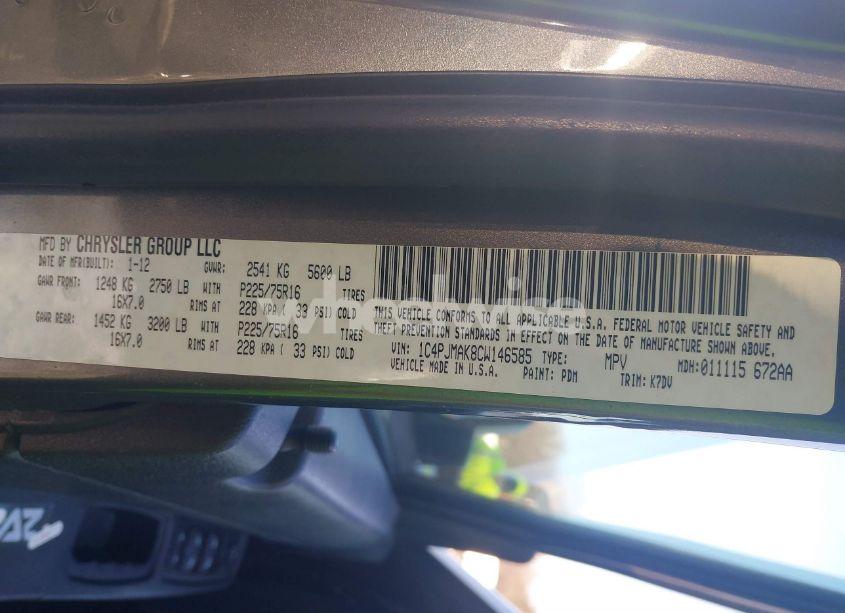 MFD BY CHRYSLER GROUP LLC
DATE OF MFR(BUILT): 1-12 GVWR: 2541 KG 5600 LB
GAWR FRONT: 1248 KG 2750 LB WITH P225/75R16 TIRES
16X7.0 RIMS AT 228 KPA ( 33 PSI) COLD
GAWR REAR: 1452 KG 3200 LB WITH P225/75R16 TIRES
16X7.0 RIMS AT 228 KPA ( 33 PSI) COLD
THIS VEHICLE CONFORMS TO ALL APPLICABLE U.S.A. FEDERAL MOTOR VEHICLE SAFETY AND
THEFT PREVENTION STANDARDS IN EFFECT ON THE DATE OF MANUFACTURE SHOWN ABOVE.
VIN: 1C4PJMAK8CW146585 TYPE: MPV MDH: 011115 672AA
VEHICLE MADE IN U.S.A. PAINT: PDM TRIM: K7DV